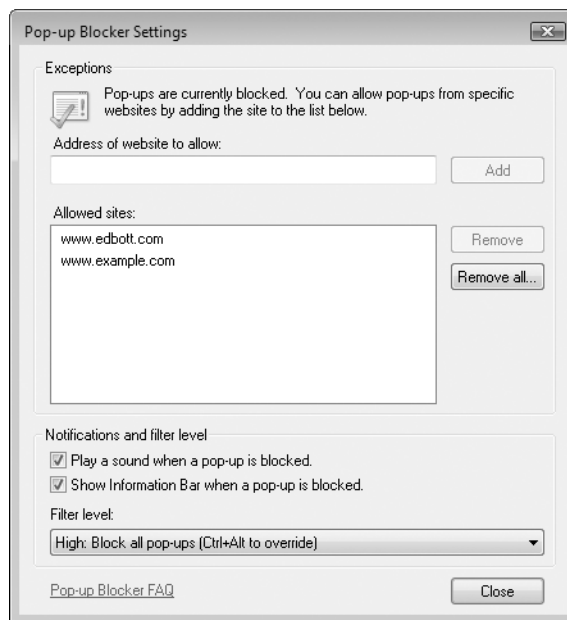 Pop-up Blocker Settings
Exceptions
Pop-ups are currently blocked. You can allow pop-ups from specific
websites by adding the site to the list below.
Address of website to allow:
Add
Allowed sites:
www.edbott.com
www.example.com
Remove
Remove all...
Notifications and filter level
Play a sound when a pop-up is blocked.
Show Information Bar when a pop-up is blocked.
Filter level:
High: Block all pop-ups (Ctrl+Alt to override)
Pop-up Blocker FAQ
Close